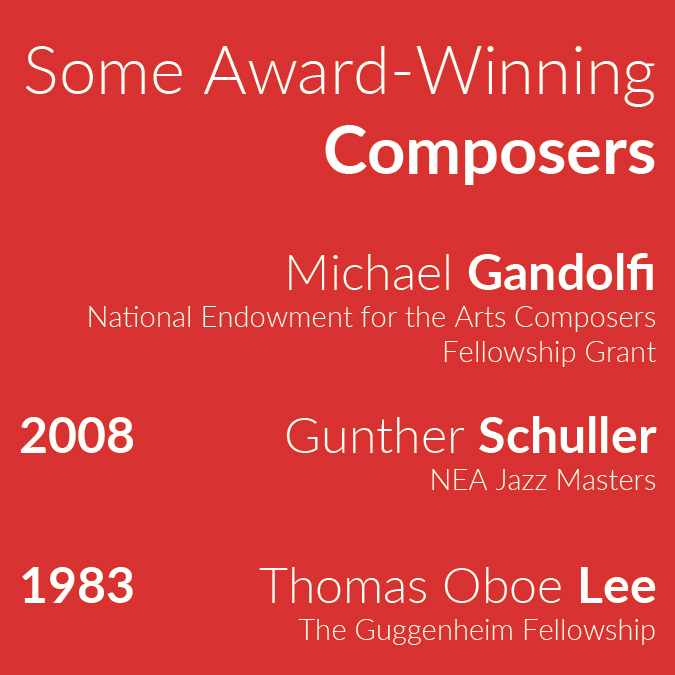 Some Award-Winning
Composers
Michael Gandolfi
National Endowment for the Arts Composers
Fellowship Grant
2008 Gunther Schuller
NEA Jazz Masters
1983 Thomas Oboe Lee
The Guggenheim Fellowship